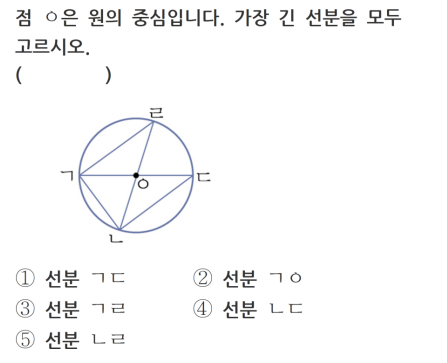 점 ㅇ은 원의 중심입니다. 가장 긴 선분을 모두
고르시오.
(          )
ㄹ
ㄱ ㄷ
ㅇ
ㄴ
① 선분 ㄱㄷ ② 선분 ㄱㅇ
③ 선분 ㄱㄹ ④ 선분 ㄴㄷ
⑤ 선분 ㄴㄹ